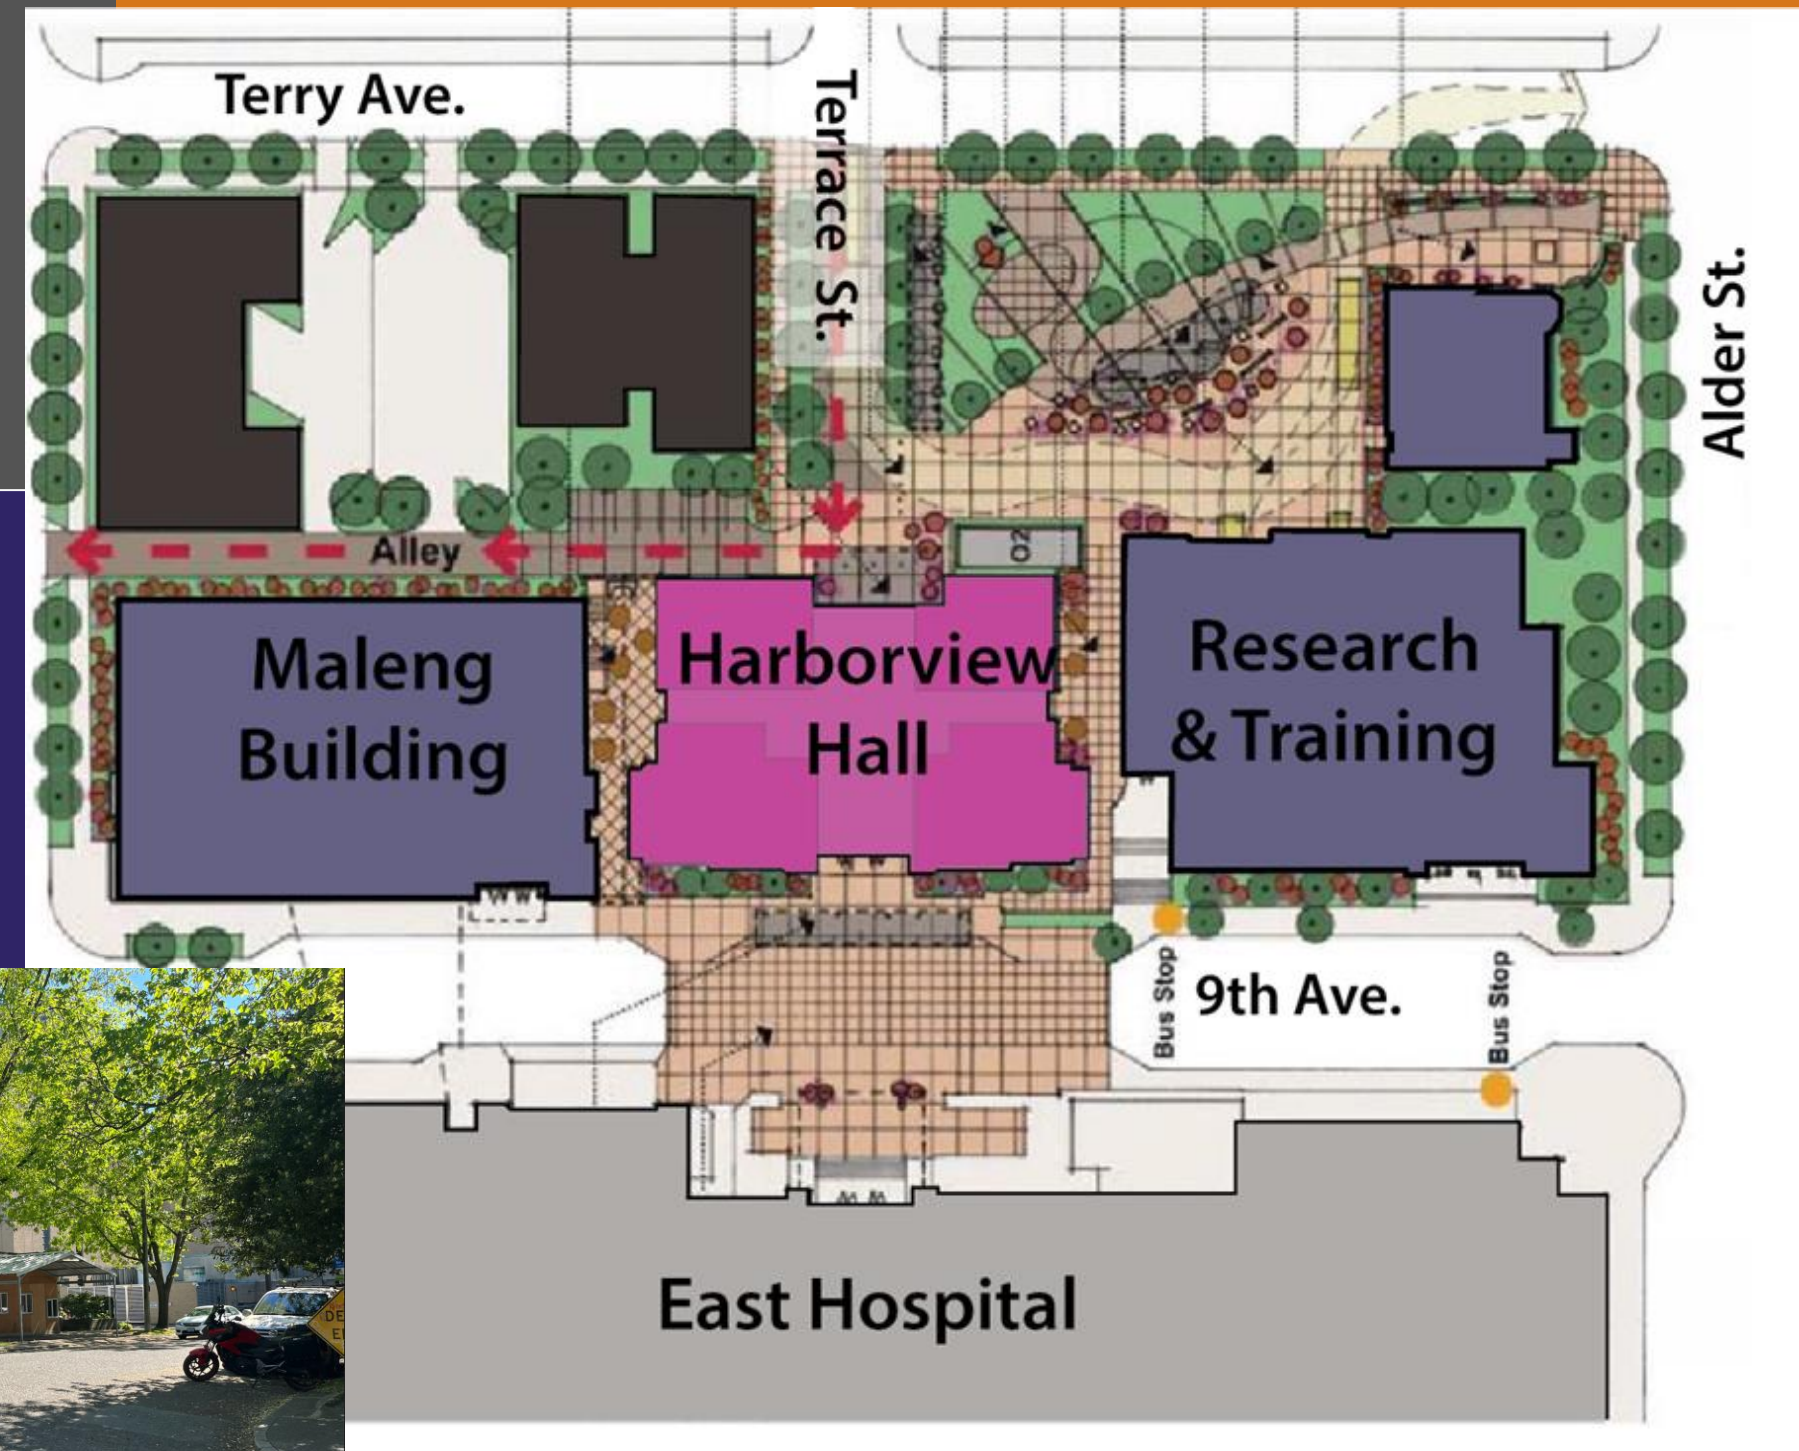 Terry Ave.
Terrace St.
Alder St.
Alley
O2
Maleng
Building
Harborview
Hall
Research
& Training
Bus Stop
9th Ave.
Bus Stop
East Hospital